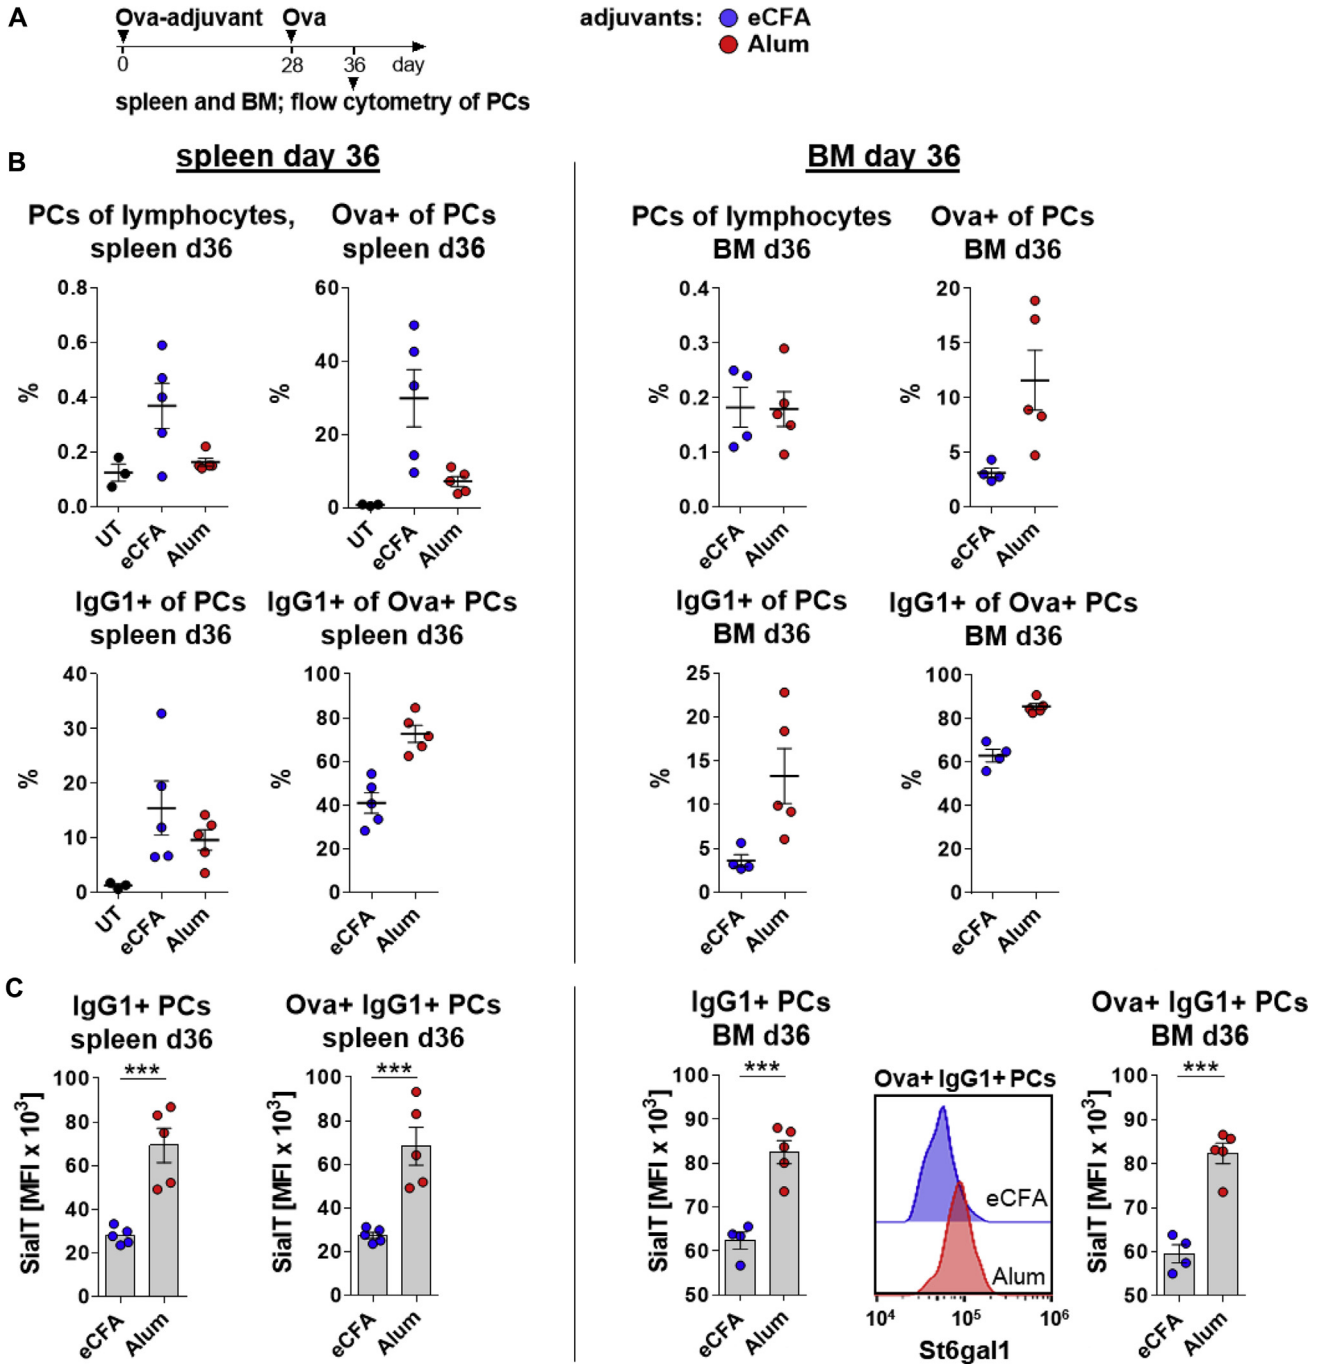 A
Ova-adjuvant Ova
0 28 36 day
spleen and BM; flow cytometry of PCs
adjuvants: eCFA
Alum
B
spleen day 36
BM day 36
PCs of lymphocytes,
spleen d36
%
0.8
0.6
0.4
0.2
0.0
UT eCFA Alum
Ova+ of PCs
spleen d36
%
60
40
20
0
UT eCFA Alum
PCs of lymphocytes
BM d36
%
0.4
0.3
0.2
0.1
0.0
eCFA Alum
Ova+ of PCs
BM d36
%
20
15
10
5
0
eCFA Alum
IgG1+ of PCs
spleen d36
%
40
30
20
10
0
UT eCFA Alum
IgG1+ of Ova+ PCs
spleen d36
%
100
80
60
40
20
0
eCFA Alum
IgG1+ of PCs
BM d36
%
25
20
15
10
5
0
eCFA Alum
IgG1+ of Ova+ PCs
BM d36
%
100
80
60
40
20
0
eCFA Alum
C
IgG1+ PCs
spleen d36
***
SialT [MFI x 10³]
100
80
60
40
20
0
eCFA Alum
Ova+ IgG1+ PCs
spleen d36
***
SialT [MFI x 10³]
100
80
60
40
20
0
eCFA Alum
IgG1+ PCs
BM d36
***
SialT [MFI x 10³]
100
90
80
70
60
50
eCFA Alum
Ova+ IgG1+ PCs
eCFA
Alum
10⁴ 10⁵ 10⁶
St6gal1
Ova+ IgG1+ PCs
BM d36
***
SialT [MFI x 10³]
100
90
80
70
60
50
eCFA Alum